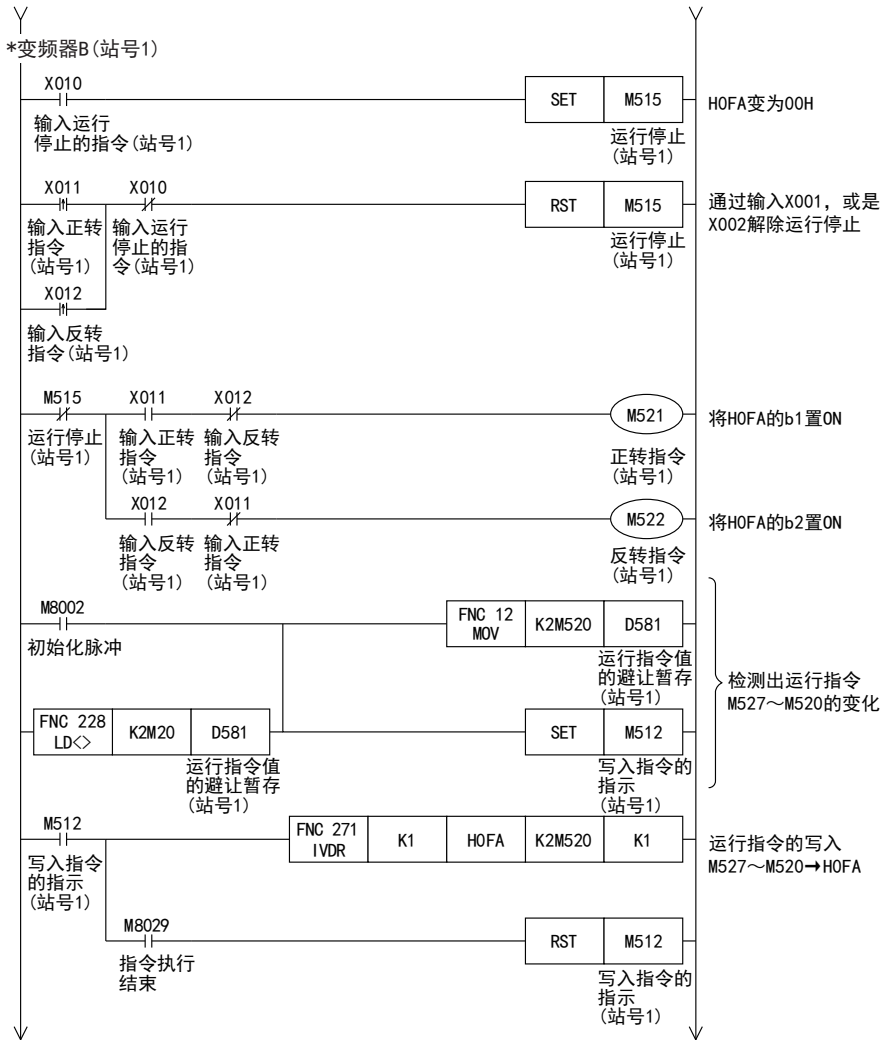 *变频器B(站号1)
X010
输入运行
停止的指令(站号1)
SET M515
运行停止
(站号1)
H0FA变为00H
X011 X010
输入正转
指令
(站号1)
输入运行
停止的指
令(站号1)
RST M515
运行停止
(站号1)
通过输入X001，或是
X002解除运行停止
X012
输入反转
指令(站号1)
M515 X011 X012
运行停止
(站号1)
输入正转
指令
(站号1)
输入反转
指令
(站号1)
M521
正转指令
(站号1)
将H0FA的b1置ON
X012 X011
输入反转
指令
(站号1)
输入正转
指令
(站号1)
M522
反转指令
(站号1)
将H0FA的b2置ON
M8002
初始化脉冲
FNC 12
MOV
K2M520 D581
运行指令值
的避让暂存
(站号1)
FNC 228
LD<>
K2M20 D581
运行指令值
的避让暂存
(站号1)
SET M512
写入指令的
指示
(站号1)
检测出运行指令
M527～M520的变化
M512
写入指令
的指示
(站号1)
FNC 271
IVDR
K1 H0FA K2M520 K1
运行指令的写入
M527～M520→H0FA
M8029
指令执行
结束
RST M512
写入指令的
指示
(站号1)